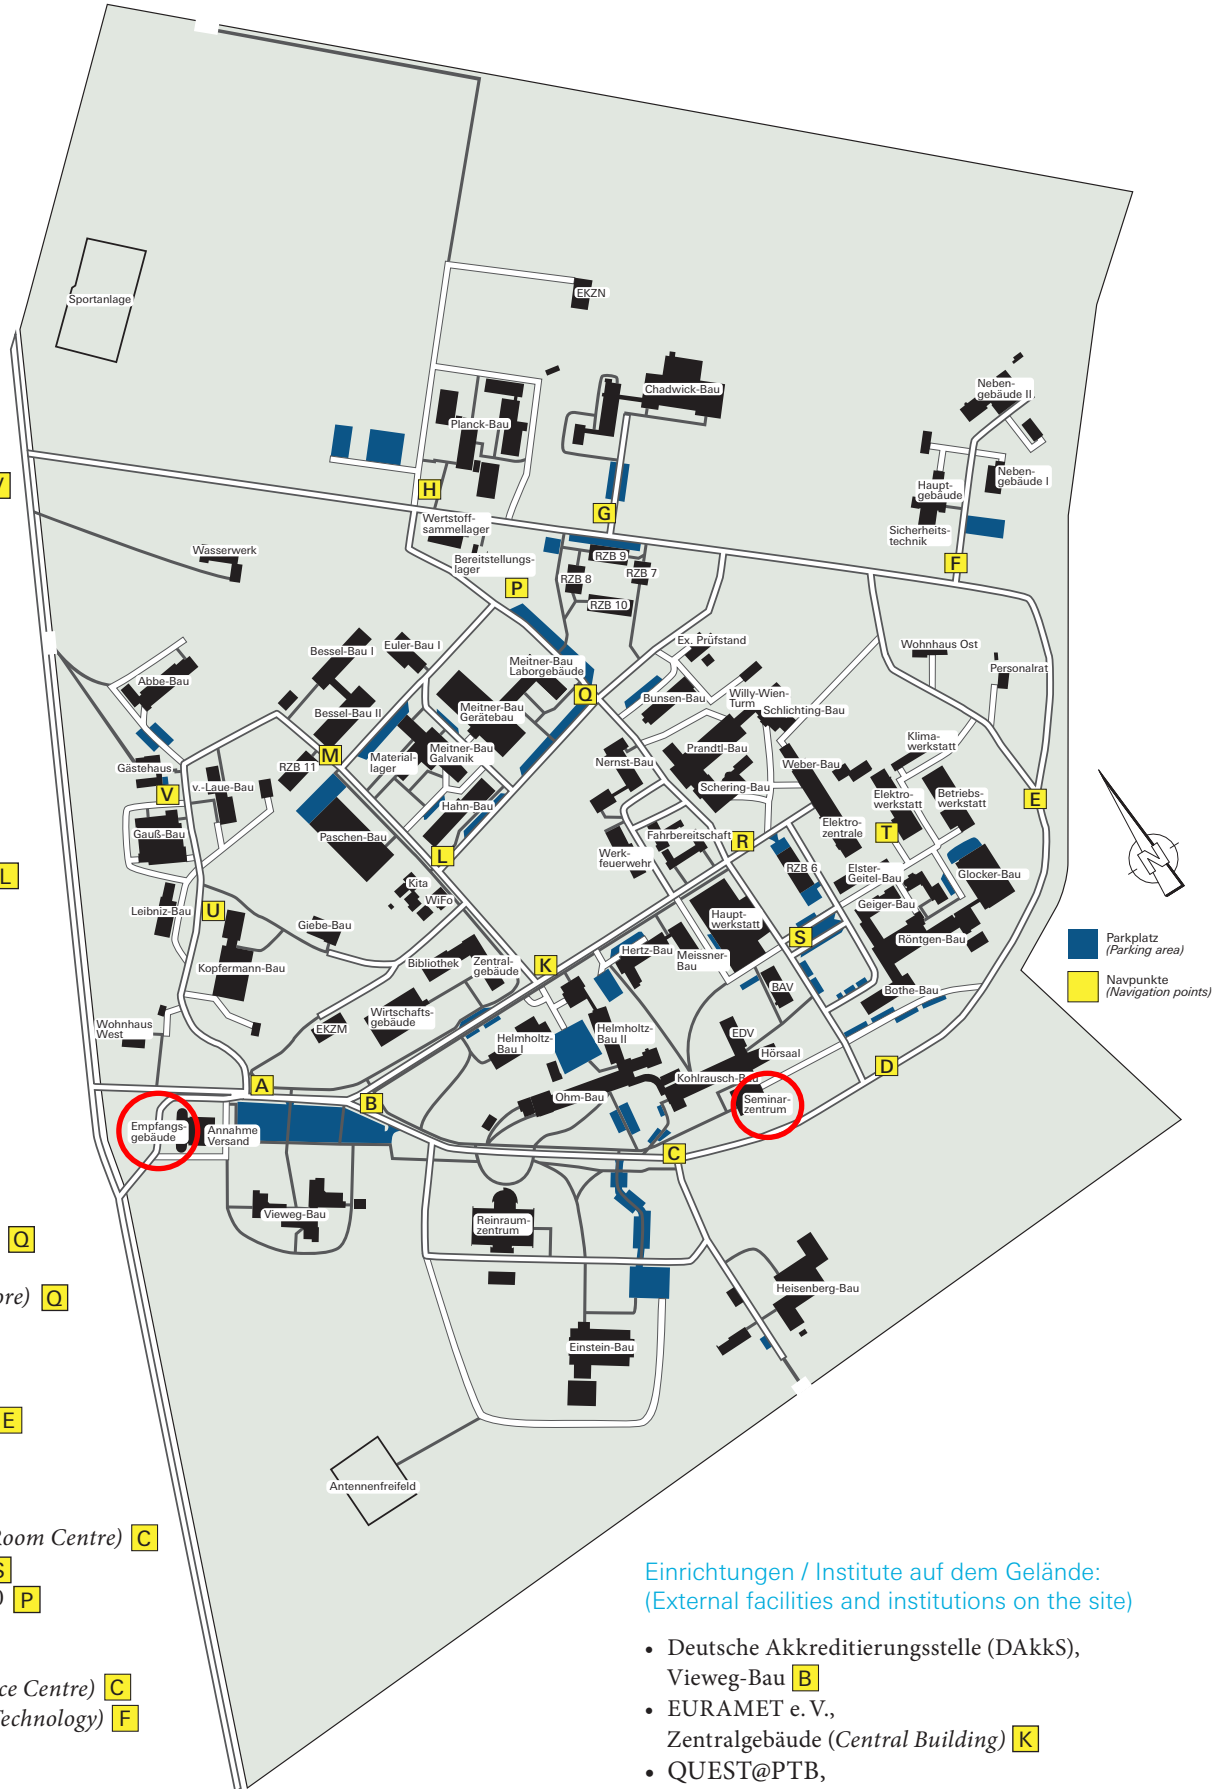 Sportanlage
EKZN
Chadwick-Bau
Neben-
gebäude II
Planck-Bau
Neben-
gebäude I
Haupt-
gebäude
H
G
Wertstoff-
sammellager
Sicherheits-
technik
Wasserwerk
Bereitstellungs-
lager
RZB 9
RZB 8
RZB 7
F
P
RZB 10
Ex. Prüfstand
Wohnhaus Ost
Personalrat
Bessel-Bau I
Euler-Bau I
Meitner-Bau
Laborgebäude
Abbe-Bau
Q
Bunsen-Bau
Willy-Wien-
Turm
Schlichting-Bau
Bessel-Bau II
Meitner-Bau
Gerätebau
Klima-
werkstatt
M
Material-
lager
Meitner-Bau
Galvanik
Prandtl-Bau
Nernst-Bau
Weber-Bau
Gästehaus
RZB 11
v.-Laue-Bau
Schering-Bau
Elektro-
werkstatt
Betriebs-
werkstatt
E
V
Hahn-Bau
Gauß-Bau
Paschen-Bau
Fahrbereitschaft
R
Elektro-
zentrale
T
L
Werk-
feuerwehr
RZB 6
Elster-
Geitel-Bau
Glocker-Bau
Kita
WiFo
Geiger-Bau
Leibniz-Bau
U
Giebe-Bau
Haupt-
werkstatt
S
Röntgen-Bau
Hertz-Bau
Meissner-
Bau
Bibliothek
Zentral-
gebäude
K
Kopfermann-Bau
BAV
Bothe-Bau
Wirtschafts-
gebäude
EKZM
Wohnhaus
West
Helmholtz-
Bau I
Helmholtz-
Bau II
EDV
Hörsaal
D
A
Kohlrausch-Bau
B
Ohm-Bau
Seminar-
zentrum
Empfangs-
gebäude
Annahme
Versand
C
Vieweg-Bau
Reinraum-
zentrum
Heisenberg-Bau
Einstein-Bau
Antennenfreifeld
N
Parkplatz
(Parking area)
Navpunkte
(Navigation points)
L
Q
ore) Q
E
Room Centre) C
S
P
ce Centre) C
Technology) F
Einrichtungen / Institute auf dem Gelände:
(External facilities and institutions on the site)
• Deutsche Akkreditierungsstelle (DAkkS),
Vieweg-Bau B
• EURAMET e. V.,
Zentralgebäude (Central Building) K
• QUEST@PTB,